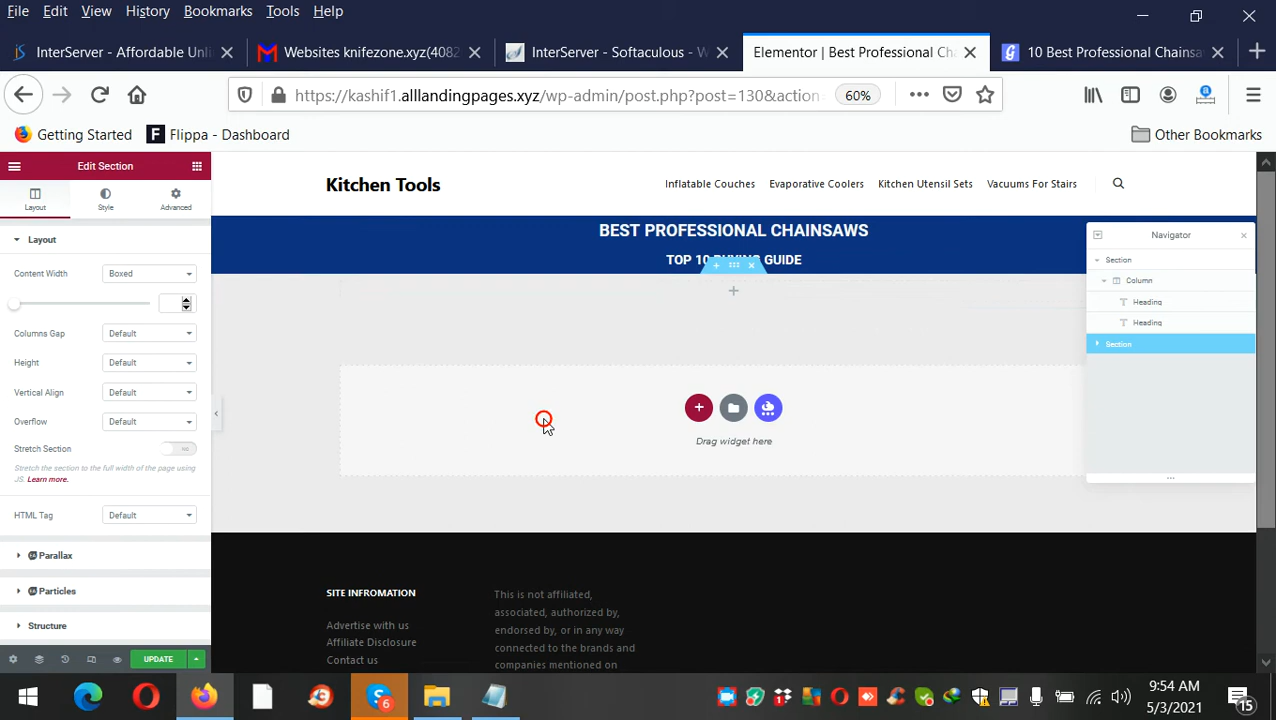 File Edit View History Bookmarks Tools Help
InterServer - Affordable Unli
Websites knifezone.xyz(4082
InterServer - Softaculous - W
Elementor | Best Professional Cha
10 Best Professional Chainsa
https://kashif1.alllandingpages.xyz/wp-admin/post.php?post=130&action
60%
Getting Started
Flippa - Dashboard
Other Bookmarks
Edit Section
Layout Style Advanced
Layout
Content Width Boxed
Columns Gap Default
Height Default
Vertical Align Default
Overflow Default
Stretch Section
Stretch the section to the full width of the page using
JS. Learn more.
HTML Tag Default
Parallax
Particles
Structure
UPDATE
Kitchen Tools
Inflatable Couches Evaporative Coolers Kitchen Utensil Sets Vacuums For Stairs
BEST PROFESSIONAL CHAINSAWS
TOP 10 BUYING GUIDE
Drag widget here
Navigator
Section
Column
Heading
Heading
Section
SITE INFROMATION
Advertise with us
Affiliate Disclosure
Contact us
This is not affiliated,
associated, authorized by,
endorsed by, or in any way
connected to the brands and
companies mentioned on
6
9:54 AM
5/3/2021
15